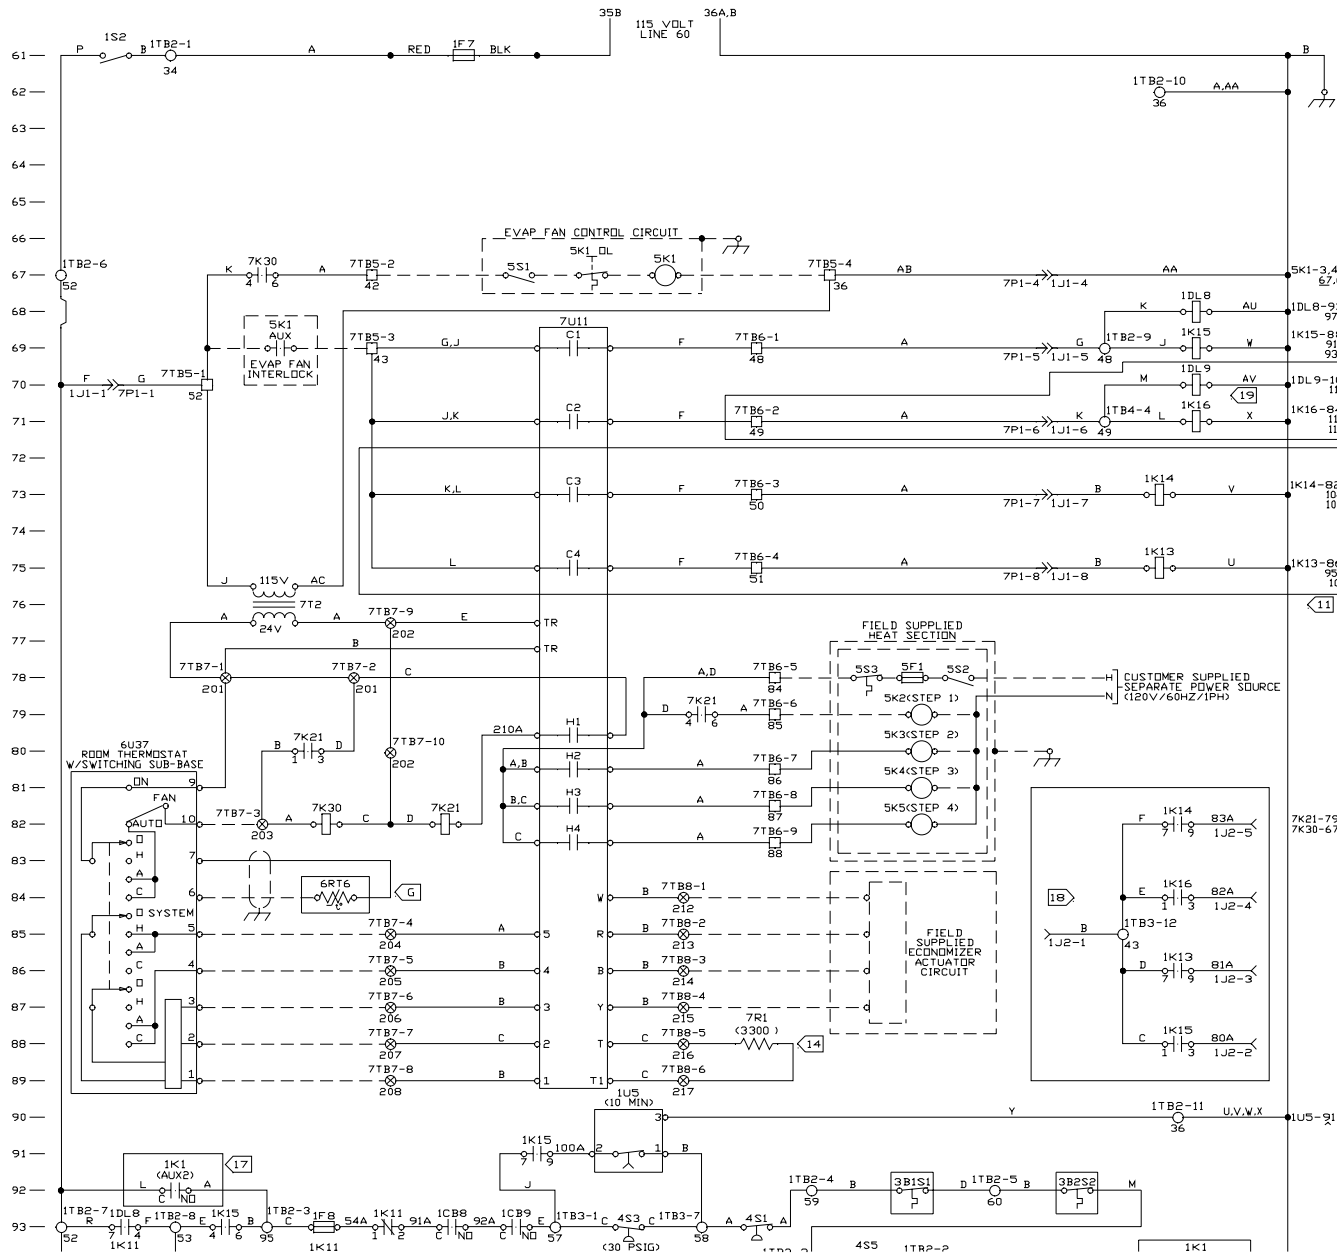 35B 36A,B
115 VOLT
LINE 60
61 P 1S2 B 1TB2-1 34 A RED 1F7 BLK B
62 1TB2-10 36 A,AA
63
64
65
66 EVAP FAN CONTROL CIRCUIT
67 1TB2-6 52 K 7K30 4 6 A 7TB5-2 42 5S1 5K1 OL 5K1 7TB5-4 36 AB 7P1-4 1J1-4 AA 5K1-3,4
68 K 1DL8 AU 1DL8-9
97
5K1
AUX
EVAP FAN
INTERLOCK
7U11
69 7TB5-3 43 G,J C1 F 7TB6-1 48 A 7P1-5 1J1-5 G 1TB2-9 48 J 1K15 W 1K15-8
91
93
70 F 1J1-1 7P1-1 G 7TB5-1 52 M 1DL9 AV 1DL9-1
19
71 J,K C2 F 7TB6-2 49 A 7P1-6 1J1-6 K 1TB4-4 49 L 1K16 X 1K16-84
11
11
72
73 K,L C3 F 7TB6-3 50 A 7P1-7 1J1-7 B 1K14 V 1K14-82
10
10
74
75 L C4 F 7TB6-4 51 A 7P1-8 1J1-8 B 1K13 U 1K13-86
95
10
J 115V AC
76 7T2 11
A 24V A 7TB7-9 202 E TR
77 B TR
FIELD SUPPLIED
HEAT SECTION
78 7TB7-1 201 7TB7-2 201 C A,D 7TB6-5 84 5S3 5F1 5S2 H CUSTOMER SUPPLIED
N SEPARATE POWER SOURCE
(120V/60HZ/1PH)
79 D 7K21 4 6 A 7TB6-6 85 5K2(STEP 1)
210A H1
80 B 7K21 1 3 D 7TB7-10 202 H2 A,B A 7TB6-7 86 5K3(STEP 2)
6U37
ROOM THERMOSTAT
W/SWITCHING SUB-BASE
81 ON 9 B,C H3 A 7TB6-8 87 5K4(STEP 3)
FAN
82 AUTO 10 7TB7-3 203 A 7K30 C D 7K21 C H4 A 7TB6-9 88 5K5(STEP 4) F 1K14 7 9 83A 1J2-5 7K21-79
7K30-67
83 O H 7
84 A C 6 6RT6 G W B 7TB8-1 212 18 E 1K16 1 3 82A 1J2-4
O SYSTEM
85 H A 5 7TB7-4 204 A 5 R B 7TB8-2 213 1J2-1 B 1TB3-12 43
FIELD
SUPPLIED
ECONOMIZER
ACTUATOR
CIRCUIT
86 C O 4 7TB7-5 205 B 4 B B 7TB8-3 214 D 1K13 7 9 81A 1J2-3
87 H A 3 7TB7-6 206 B 3 Y B 7TB8-4 215
88 C 2 7TB7-7 207 C 2 T C 7TB8-5 216 7R1 (3300) 14 C 1K15 1 3 80A 1J2-2
89 1 7TB7-8 208 B 1 T1 C 7TB8-6 217
1U5
(10 MIN)
90 3 Y 1TB2-11 36 U,V,W,X 1U5-91
91 1K15 7 9 100A 2 1 B
1K1
(AUX2)
17
92 L C NO A J 1TB2-4 59 B 3B1S1 D 1TB2-5 60 B 3B2S2 M
93 1TB2-7 52 R 1DL8 7 4 F 1TB2-8 53 E 1K15 4 6 B 1TB2-3 95 C 1F8 54A 1K11 1 2 91A 1CB8 C NO 92A 1CB9 C NO E 1TB3-1 57 C 4S3 C 1TB3-7 58 A 4S1 A
1K11 1K11 (30 PSIG) 4S5 1TB2-2 1K1